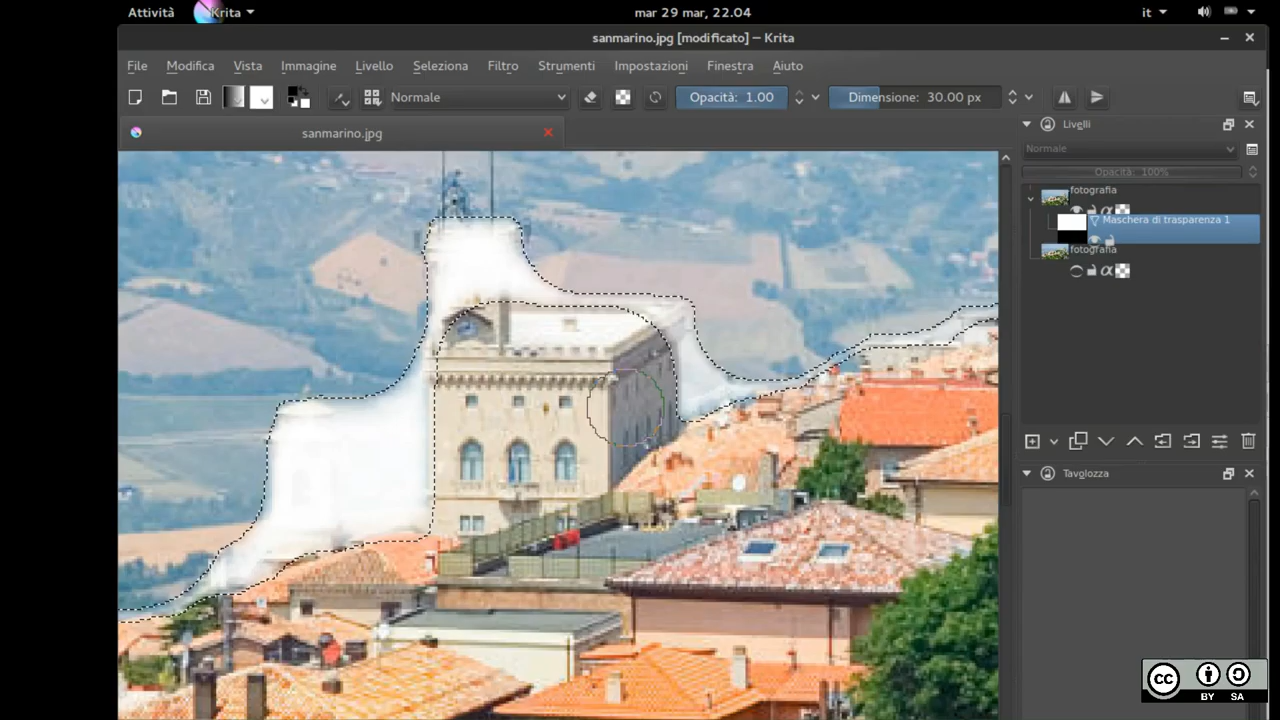 Attività
Krita
mar 29 mar, 22.04
it
sanmarino.jpg [modificato] – Krita
File
Modifica
Vista
Immagine
Livello
Seleziona
Filtro
Strumenti
Impostazioni
Finestra
Aiuto
Normale
Opacità: 1.00
Dimensione: 30.00 px
sanmarino.jpg
Livelli
Normale
Opacità: 100%
fotografia
Maschera di trasparenza 1
fotografia
Tavolozza
CC
BY
SA